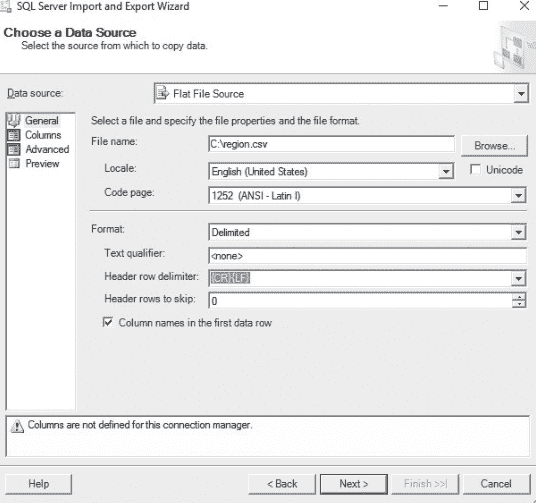 SQL Server Import and Export Wizard
Choose a Data Source
Select the source from which to copy data.
Data source: Flat File Source
General
Columns
Advanced
Preview
Select a file and specify the file properties and the file format.
File name: C:\region.csv Browse...
Locale: English (United States) Unicode
Code page: 1252 (ANSI - Latin I)
Format: Delimited
Text qualifier: <none>
Header row delimiter: {CR}{LF}
Header rows to skip: 0
Column names in the first data row
Columns are not defined for this connection manager.
Help < Back Next > Finish >>| Cancel